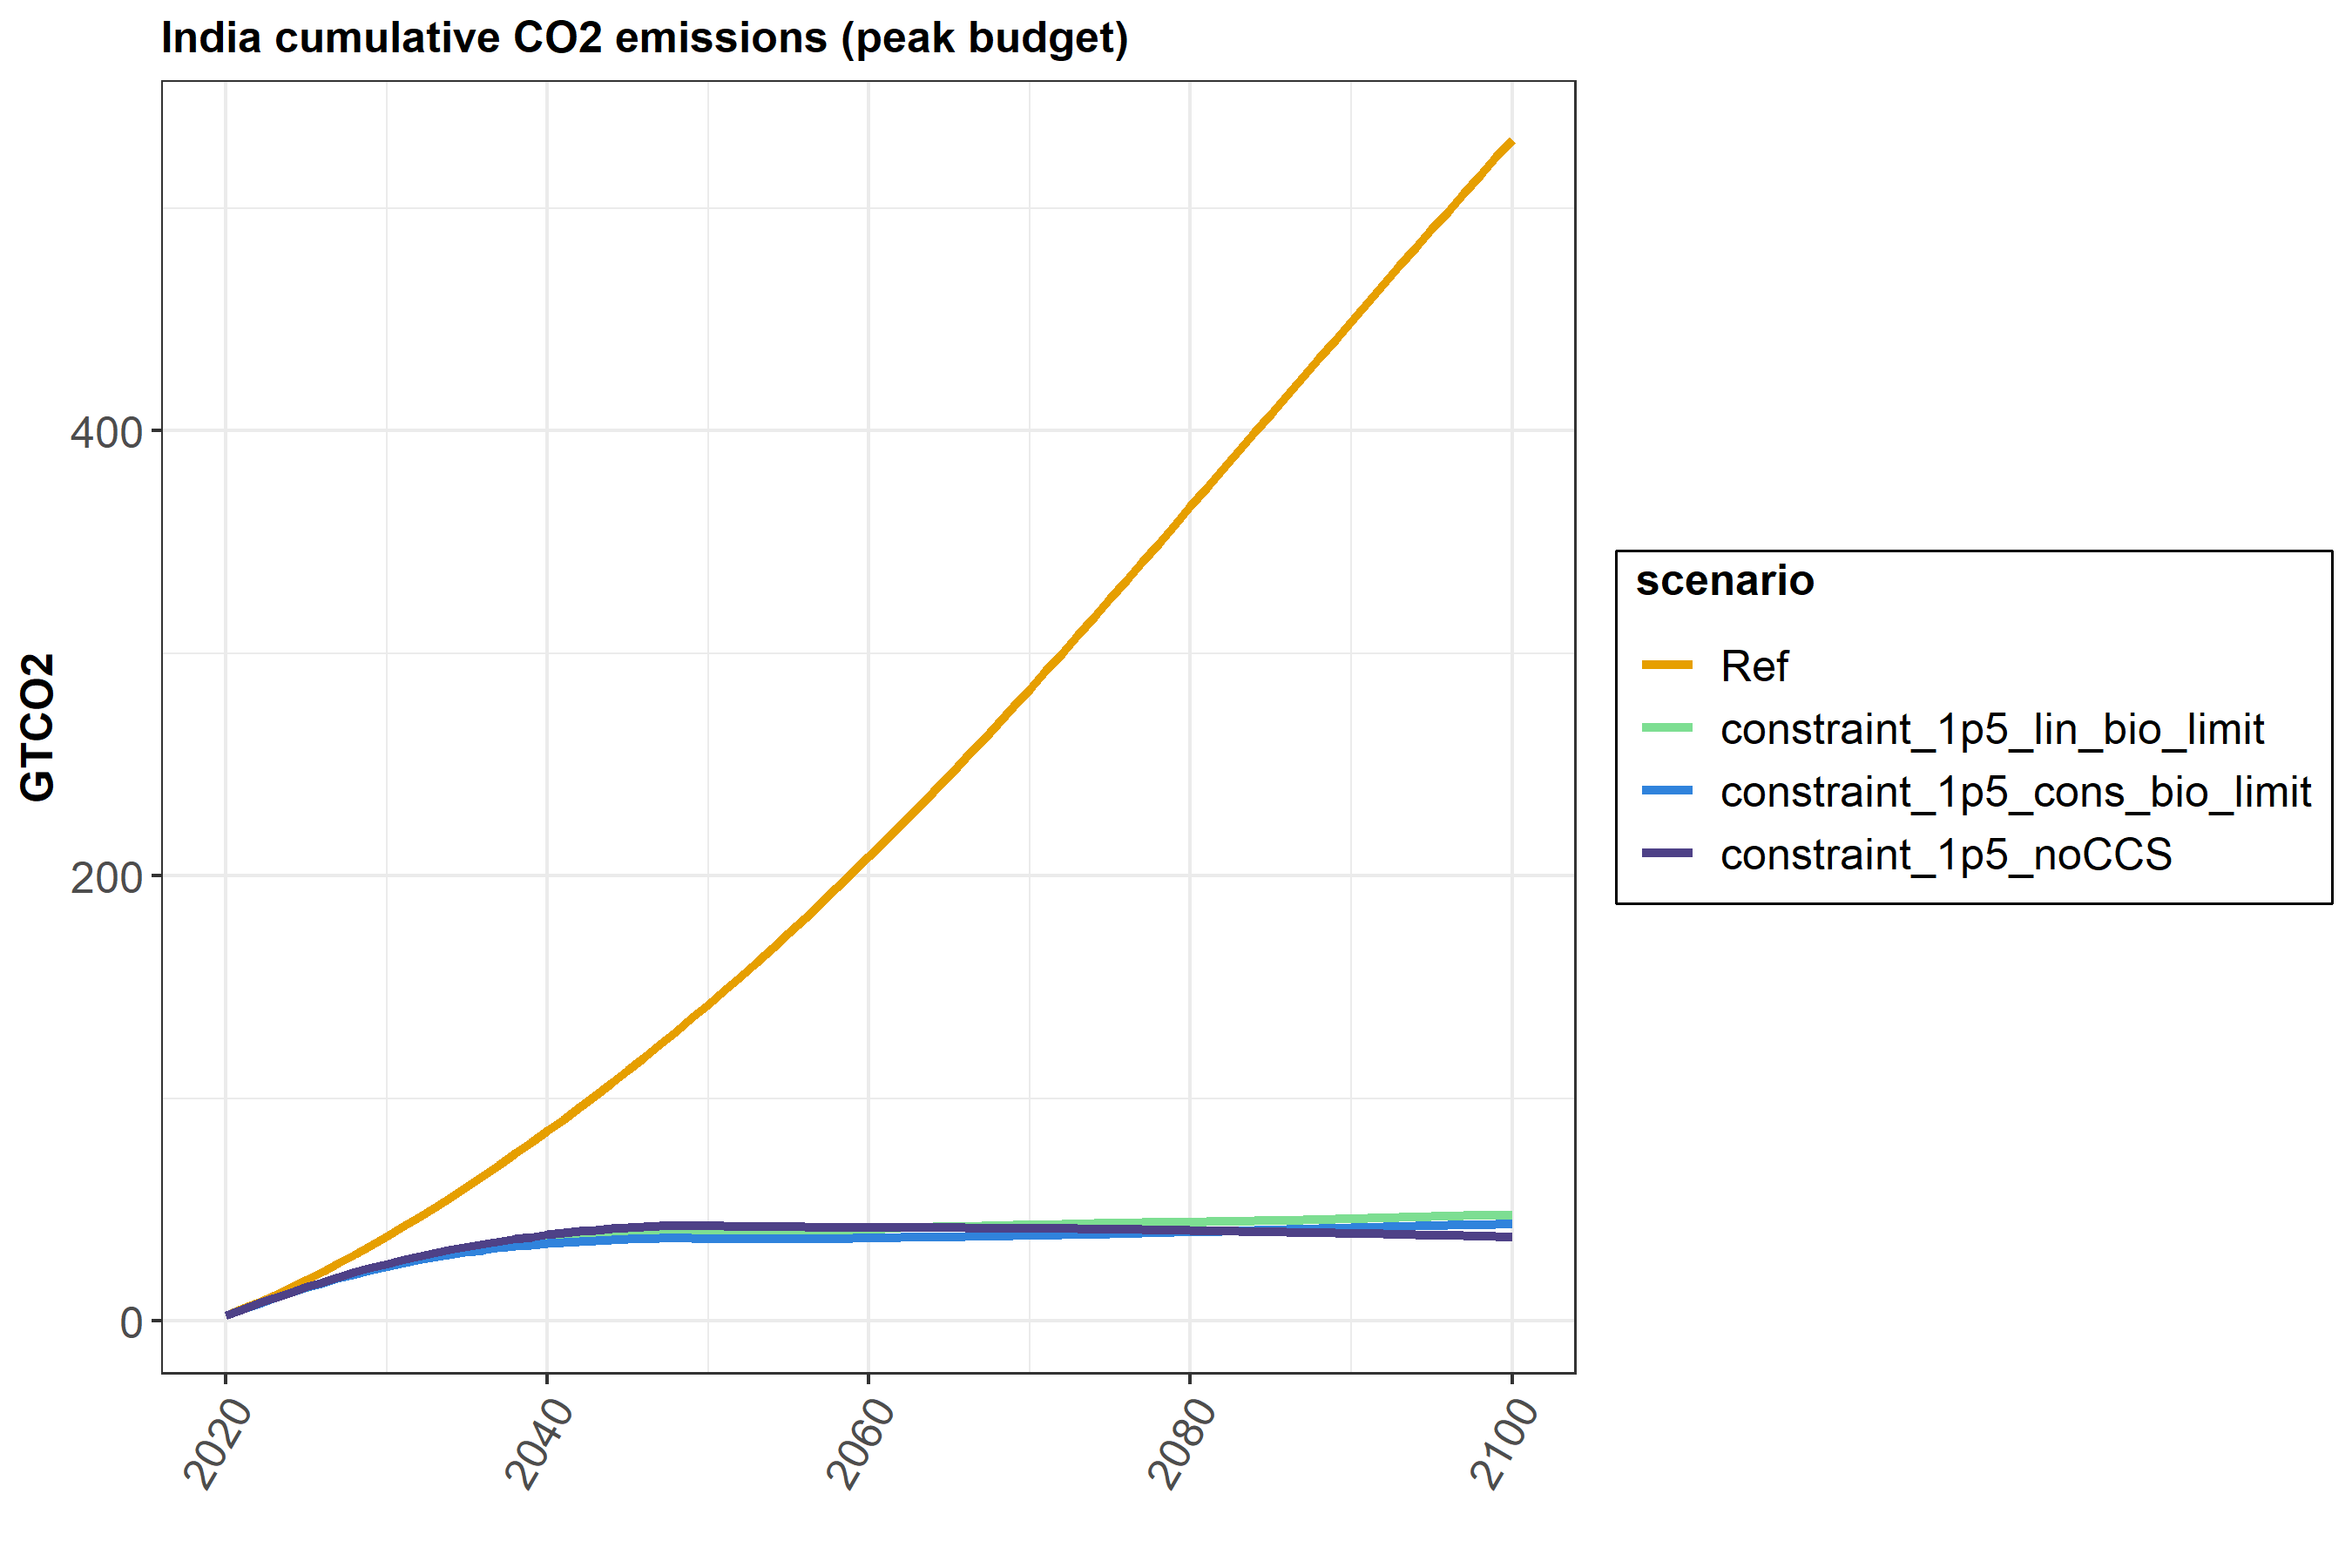 India cumulative CO2 emissions (peak budget)
GTCO2
400
200
0
2020
2040
2060
2080
2100
scenario
Ref
constraint_1p5_lin_bio_limit
constraint_1p5_cons_bio_limit
constraint_1p5_noCCS